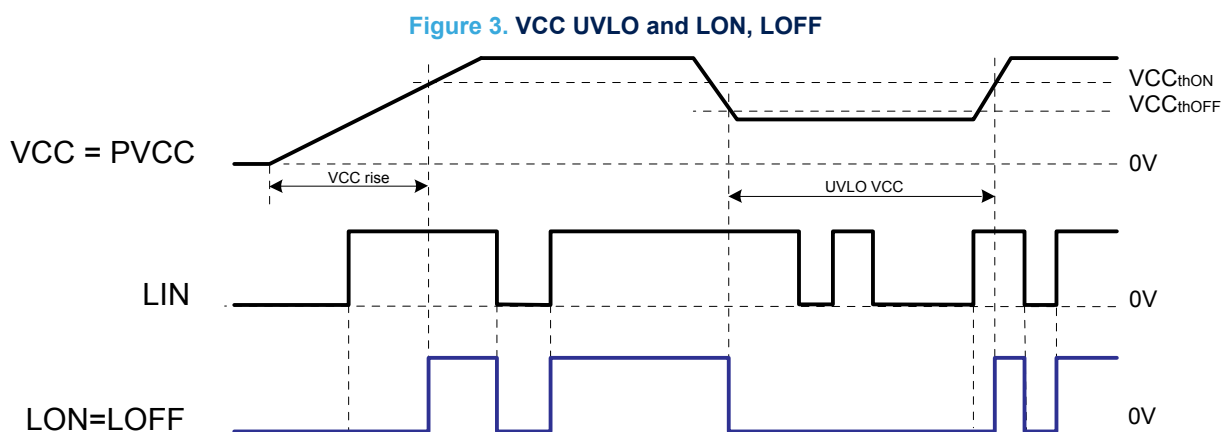 Figure 3. VCC UVLO and LON, LOFF
VCCthON
VCCthOFF
VCC = PVCC
0V
VCC rise
UVLO VCC
LIN
0V
LON=LOFF
0V